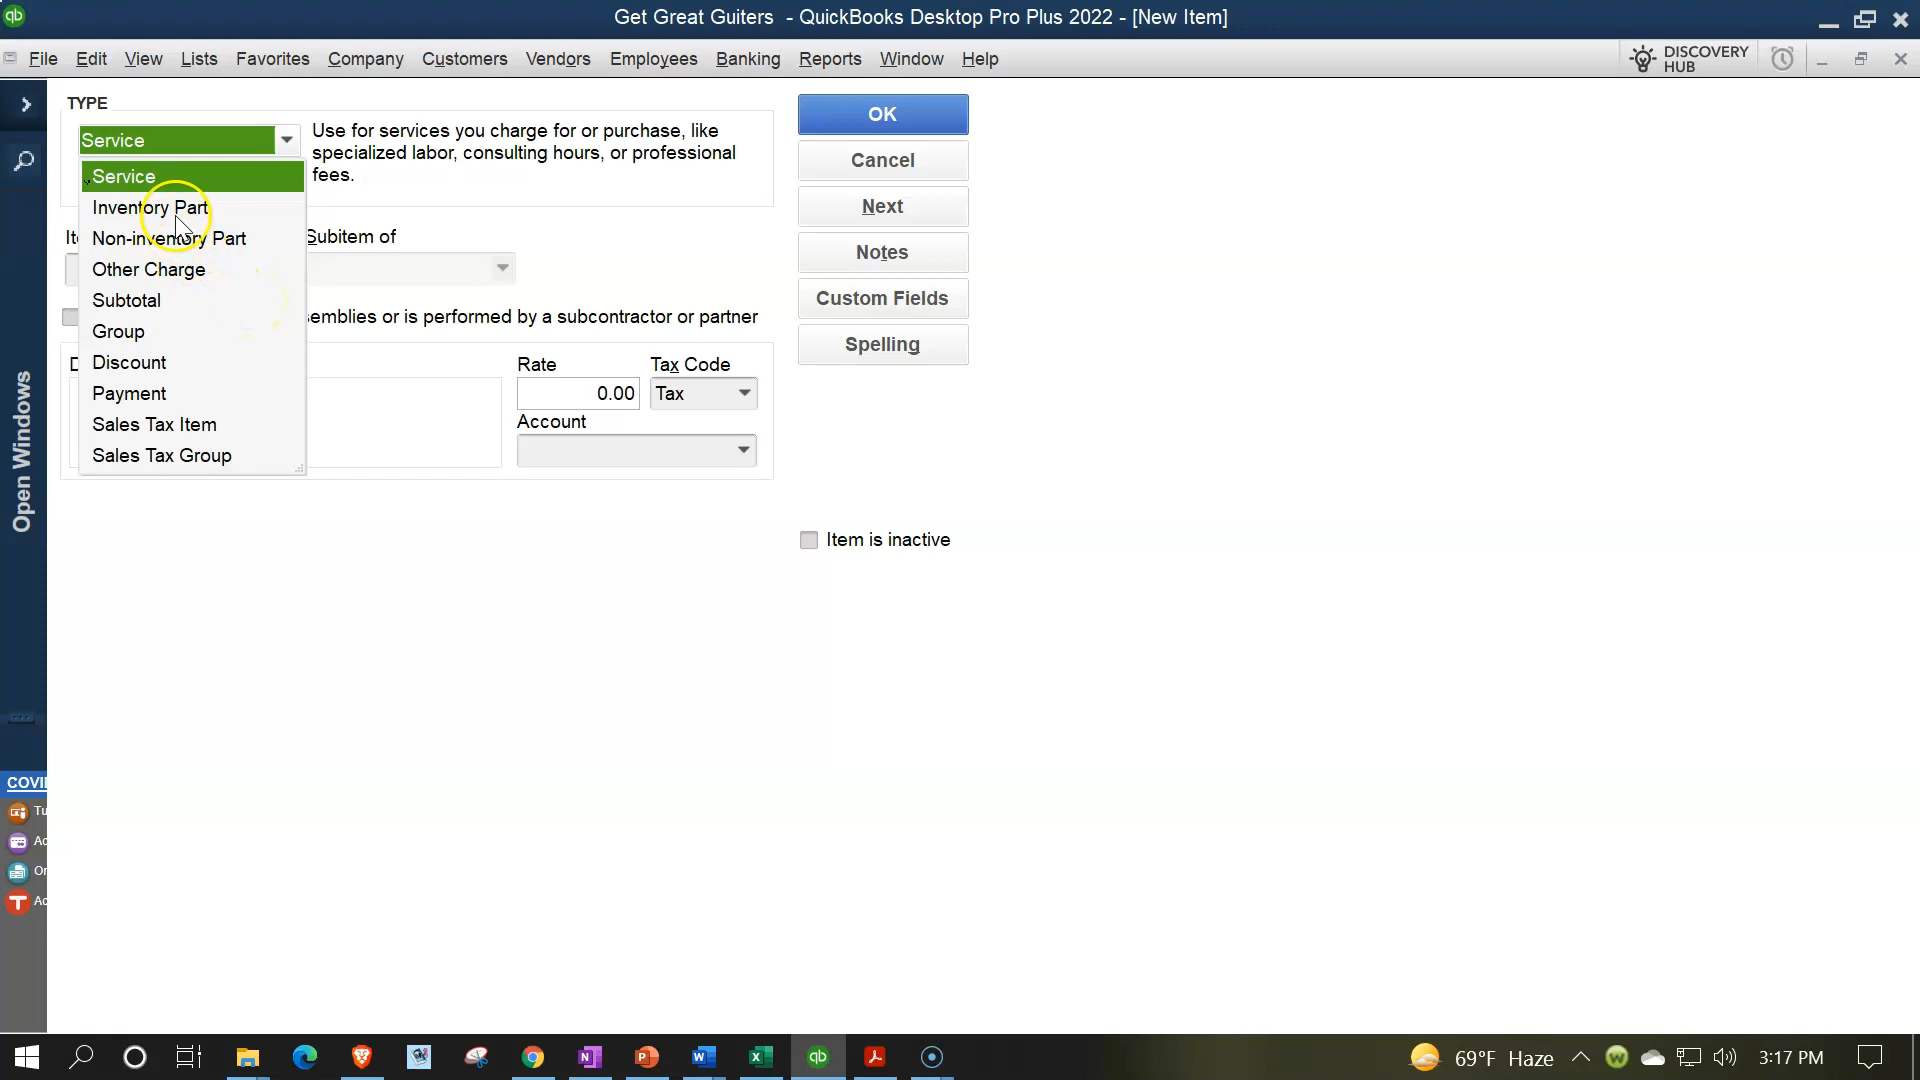 qb
Get Great Guiters - QuickBooks Desktop Pro Plus 2022 - [New Item]
File Edit View Lists Favorites Company Customers Vendors Employees Banking Reports Window Help
DISCOVERY
HUB
TYPE
Service
Use for services you charge for or purchase, like
specialized labor, consulting hours, or professional
fees.
Service
Inventory Part
Non-inventory Part
Other Charge
Subtotal
Group
Discount
Payment
Sales Tax Item
Sales Tax Group
Subitem of
or is performed by a subcontractor or partner
Rate
Tax Code
0.00
Tax
Account
OK
Cancel
Next
Notes
Custom Fields
Spelling
Item is inactive
Open Windows
69°F Haze
3:17 PM